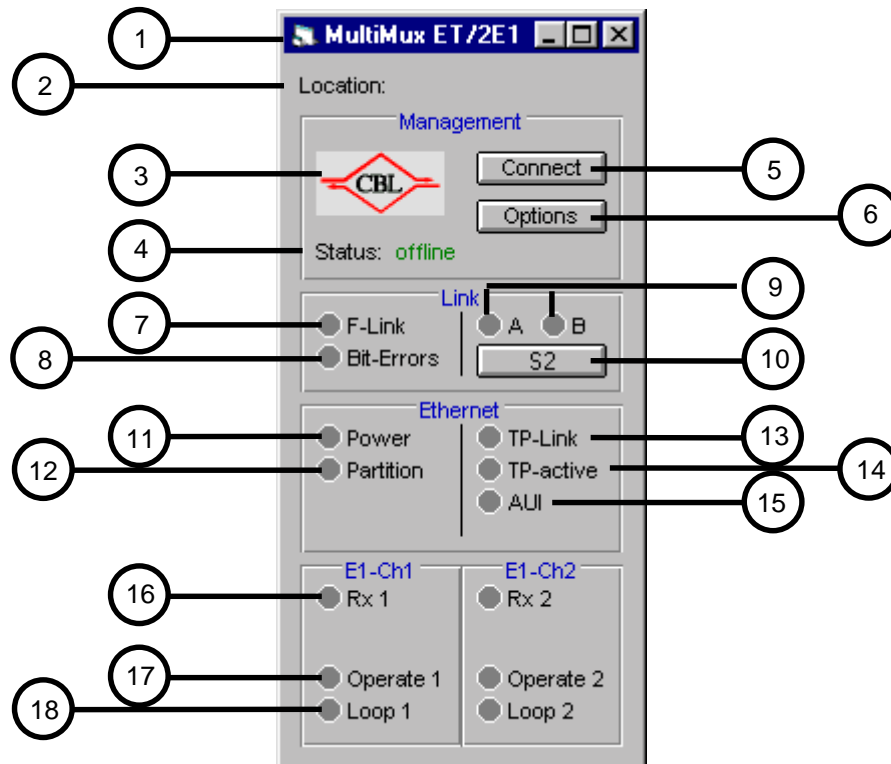 1
MultiMux ET/2E1
2
Location:
Management
3
CBL
Connect
5
Options
6
4
Status: offline
Link
9
7
F-Link
A
B
8
Bit-Errors
S2
10
Ethernet
11
Power
TP-Link
13
12
Partition
TP-active
14
AUI
15
E1-Ch1
E1-Ch2
16
Rx 1
Rx 2
17
Operate 1
Operate 2
18
Loop 1
Loop 2